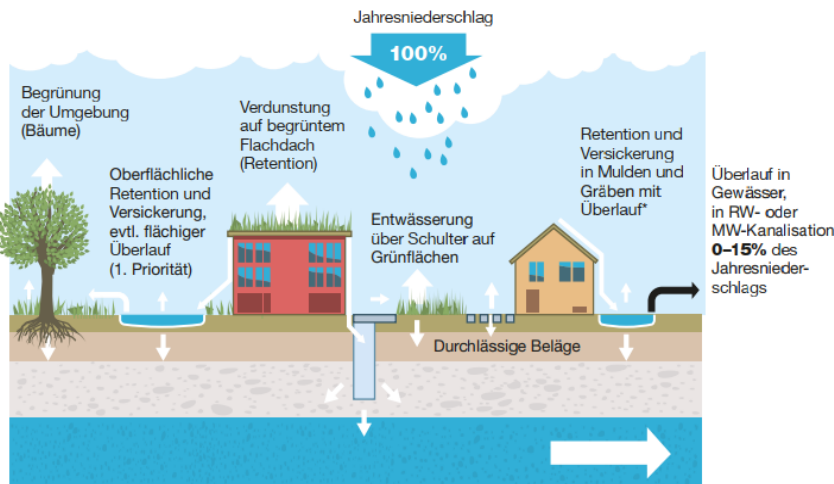 Jahresniederschlag
100%
Begrünung
der Umgebung
(Bäume)
Oberflächliche
Retention und
Versickerung,
evtl. flächiger
Überlauf
(1. Priorität)
Verdunstung
auf begrüntem
Flachdach
(Retention)
Entwässerung
über Schulter auf
Grünflächen
Retention und
Versickerung
in Mulden und
Gräben mit
Überlauf*
Überlauf in
Gewässer,
in RW- oder
MW-Kanalisation
0–15% des
Jahresnieder-
schlags
Durchlässige Beläge